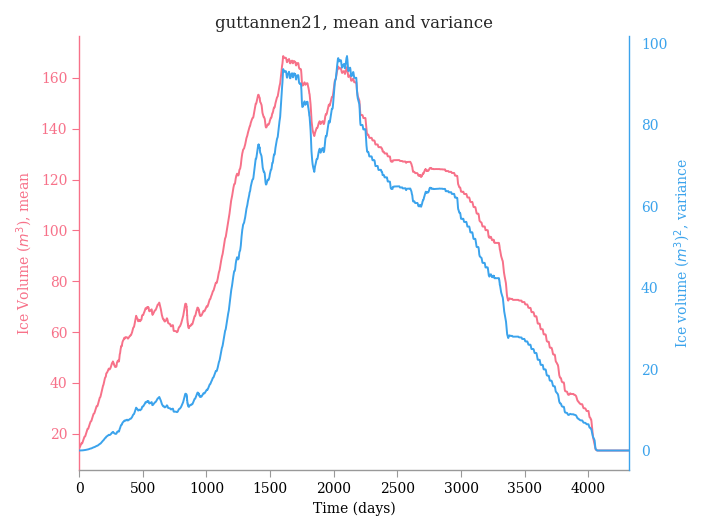 guttannen21, mean and variance
160
140
120
100
80
60
40
20
Ice Volume (m³), mean
100
80
60
40
20
0
Ice volume (m³)², variance
0 500 1000 1500 2000 2500 3000 3500 4000
Time (days)